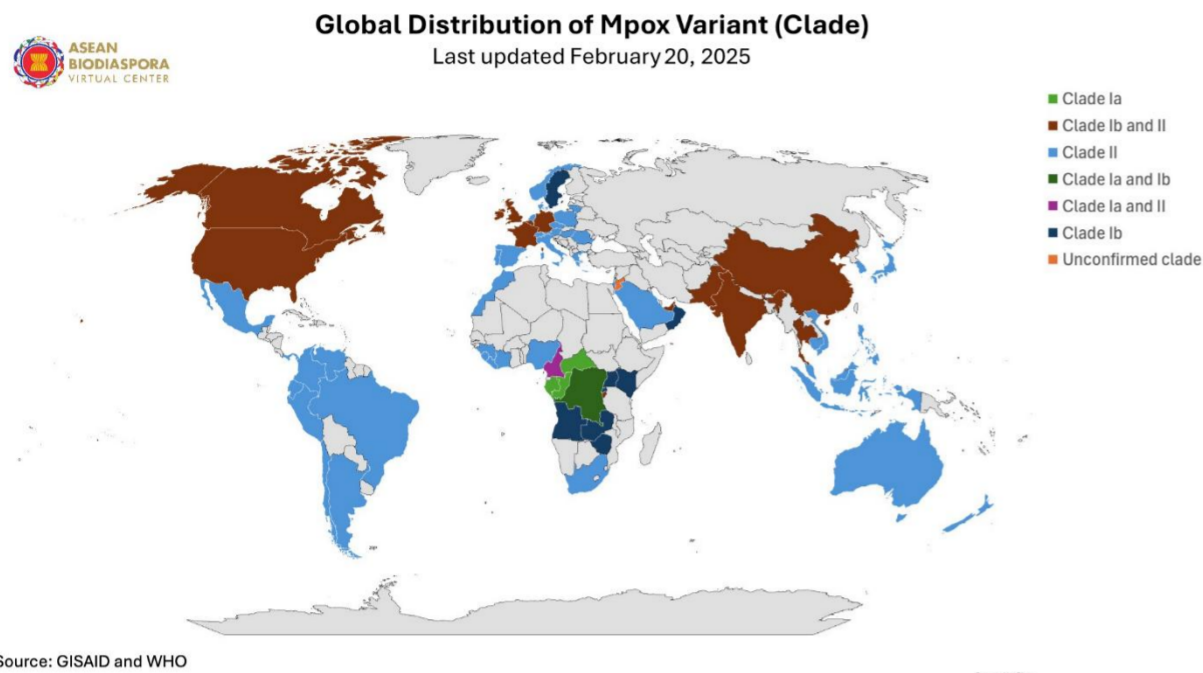 Global Distribution of Mpox Variant (Clade)
Last updated February 20, 2025
ASEAN
BIODIASPORA
VIRTUAL CENTER
Clade Ia
Clade Ib and II
Clade II
Clade Ia and Ib
Clade Ia and II
Clade Ib
Unconfirmed clade
Source: GISAID and WHO